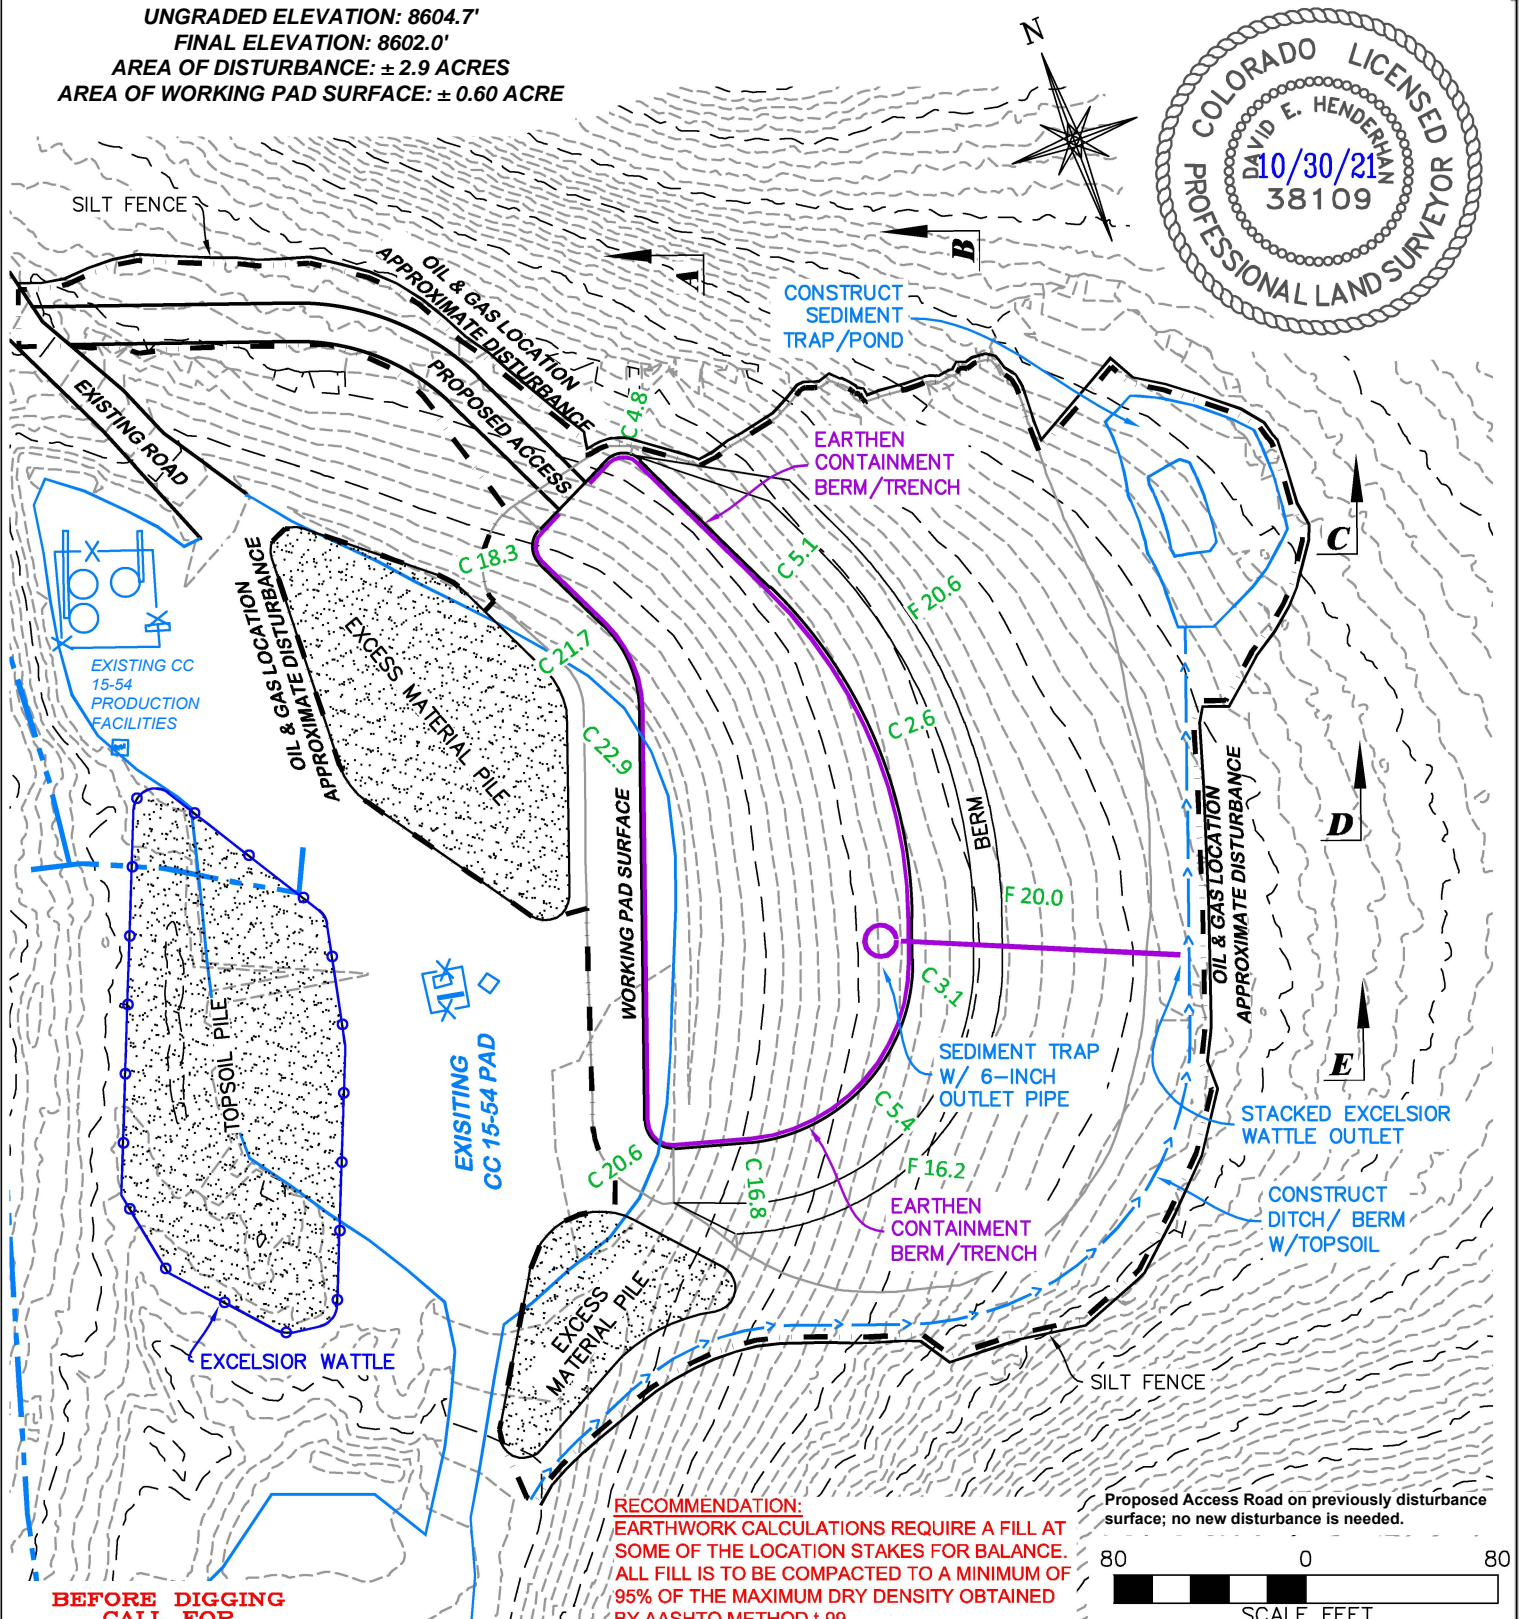 UNGRADED ELEVATION: 8604.7'
FINAL ELEVATION: 8602.0'
AREA OF DISTURBANCE: ± 2.9 ACRES
AREA OF WORKING PAD SURFACE: ± 0.60 ACRE
N
COLORADO LICENSED
PROFESSIONAL LAND SURVEYOR
DAVID E. HENDERHAN
10/30/21
38109
SILT FENCE
OIL & GAS LOCATION
APPROXIMATE DISTURBANCE
A
B
CONSTRUCT
SEDIMENT
TRAP/POND
EXISTING ROAD
PROPOSED ACCESS
C 4.8
EARTHEN
CONTAINMENT
BERM/TRENCH
C
C 18.3
C 5.1
F 20.6
OIL & GAS LOCATION
APPROXIMATE DISTURBANCE
EXCESS MATERIAL PILE
C 21.7
EXISTING CC
15-54
PRODUCTION
FACILITIES
C 22.9
C 2.6
WORKING PAD SURFACE
BERM
D
OIL & GAS LOCATION
APPROXIMATE DISTURBANCE
F 20.0
C 3.1
TOPSOIL PILE
EXISITING
CC 15-54 PAD
SEDIMENT TRAP
W/ 6-INCH
OUTLET PIPE
E
C 5.4
STACKED EXCELSIOR
WATTLE OUTLET
C 20.6
C 16.8
F 16.2
EARTHEN
CONTAINMENT
BERM/TRENCH
CONSTRUCT
DITCH/ BERM
W/TOPSOIL
EXCESS
MATERIAL PILE
EXCELSIOR WATTLE
SILT FENCE
RECOMMENDATION:
EARTHWORK CALCULATIONS REQUIRE A FILL AT
SOME OF THE LOCATION STAKES FOR BALANCE.
ALL FILL IS TO BE COMPACTED TO A MINIMUM OF
95% OF THE MAXIMUM DRY DENSITY OBTAINED
BY AASHTO METHOD t-99
Proposed Access Road on previously disturbance
surface; no new disturbance is needed.
80 0 80
SCALE FEET
BEFORE DIGGING
CALL FOR